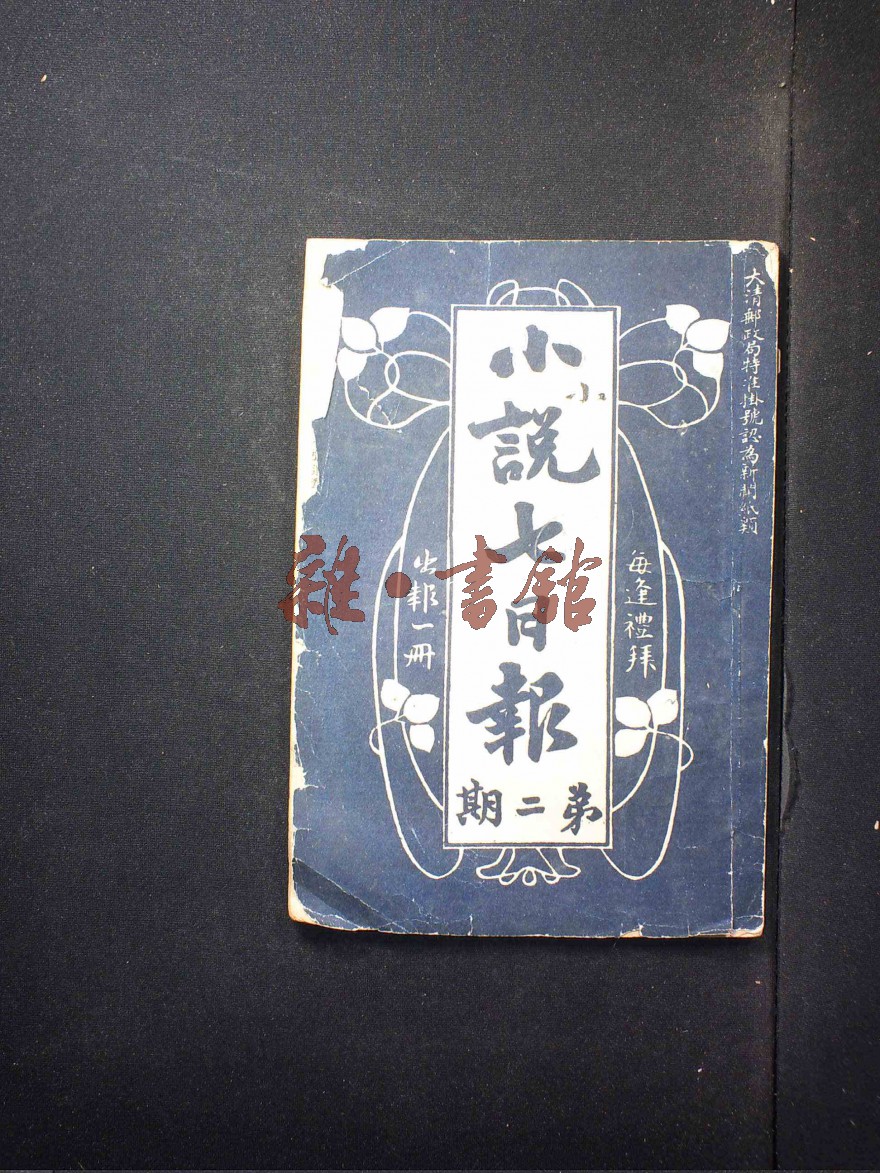 大清郵政局特准掛號認為新聞紙類
每逢禮拜
小小說七日報
第二期
出報一冊
雜·書館